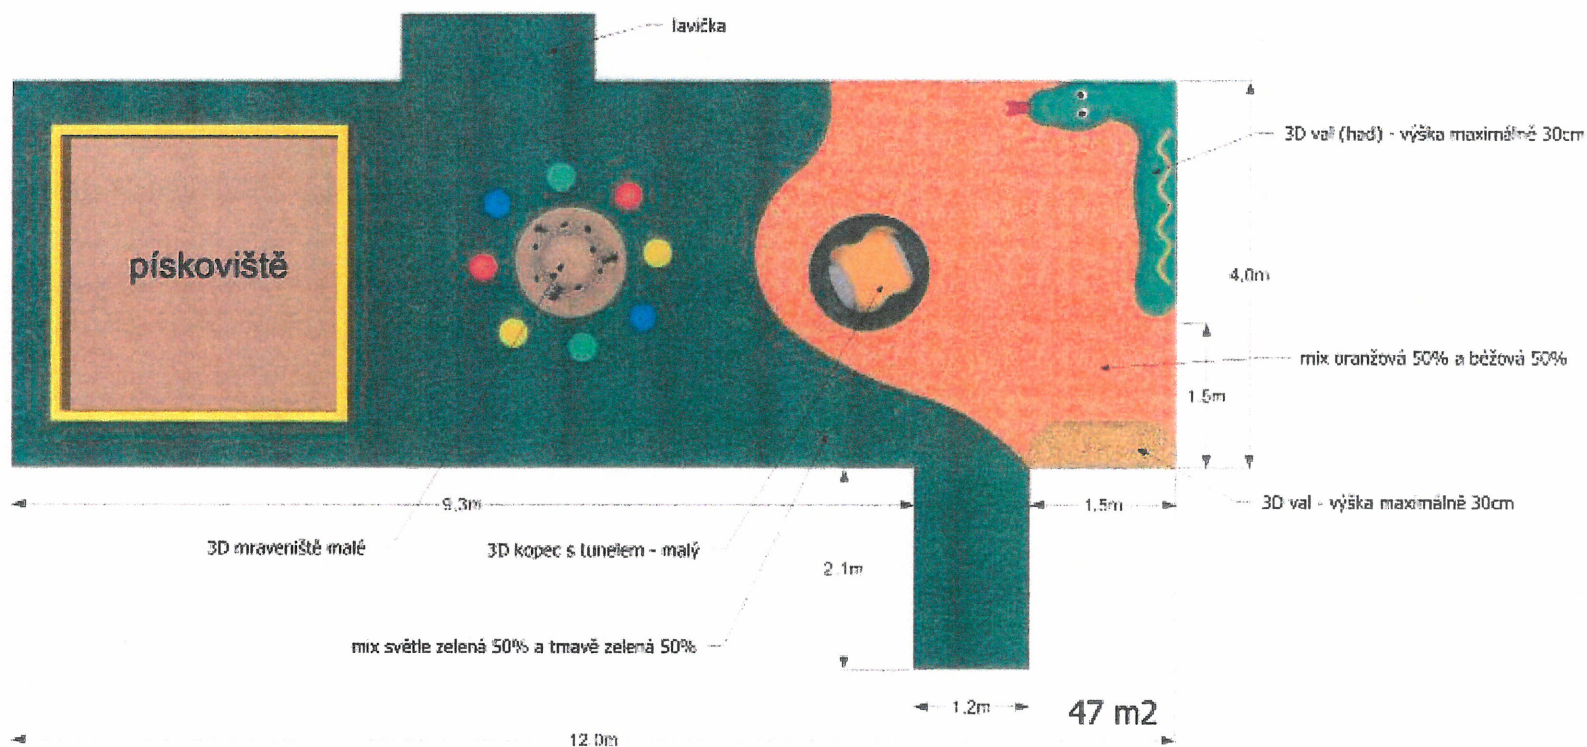 lavička
3D val (had) - výška maximálně 30cm
pískoviště
4,0m
mix oranžová 50% a béžová 50%
1.5m
9,3m
1,5m
3D val - výška maximálně 30cm
3D mraveniště malé
3D kopec s tunelem - malý
2.1m
mix světle zelená 50% a tmavě zelená 50%
1.2m
47 m2
12.0m